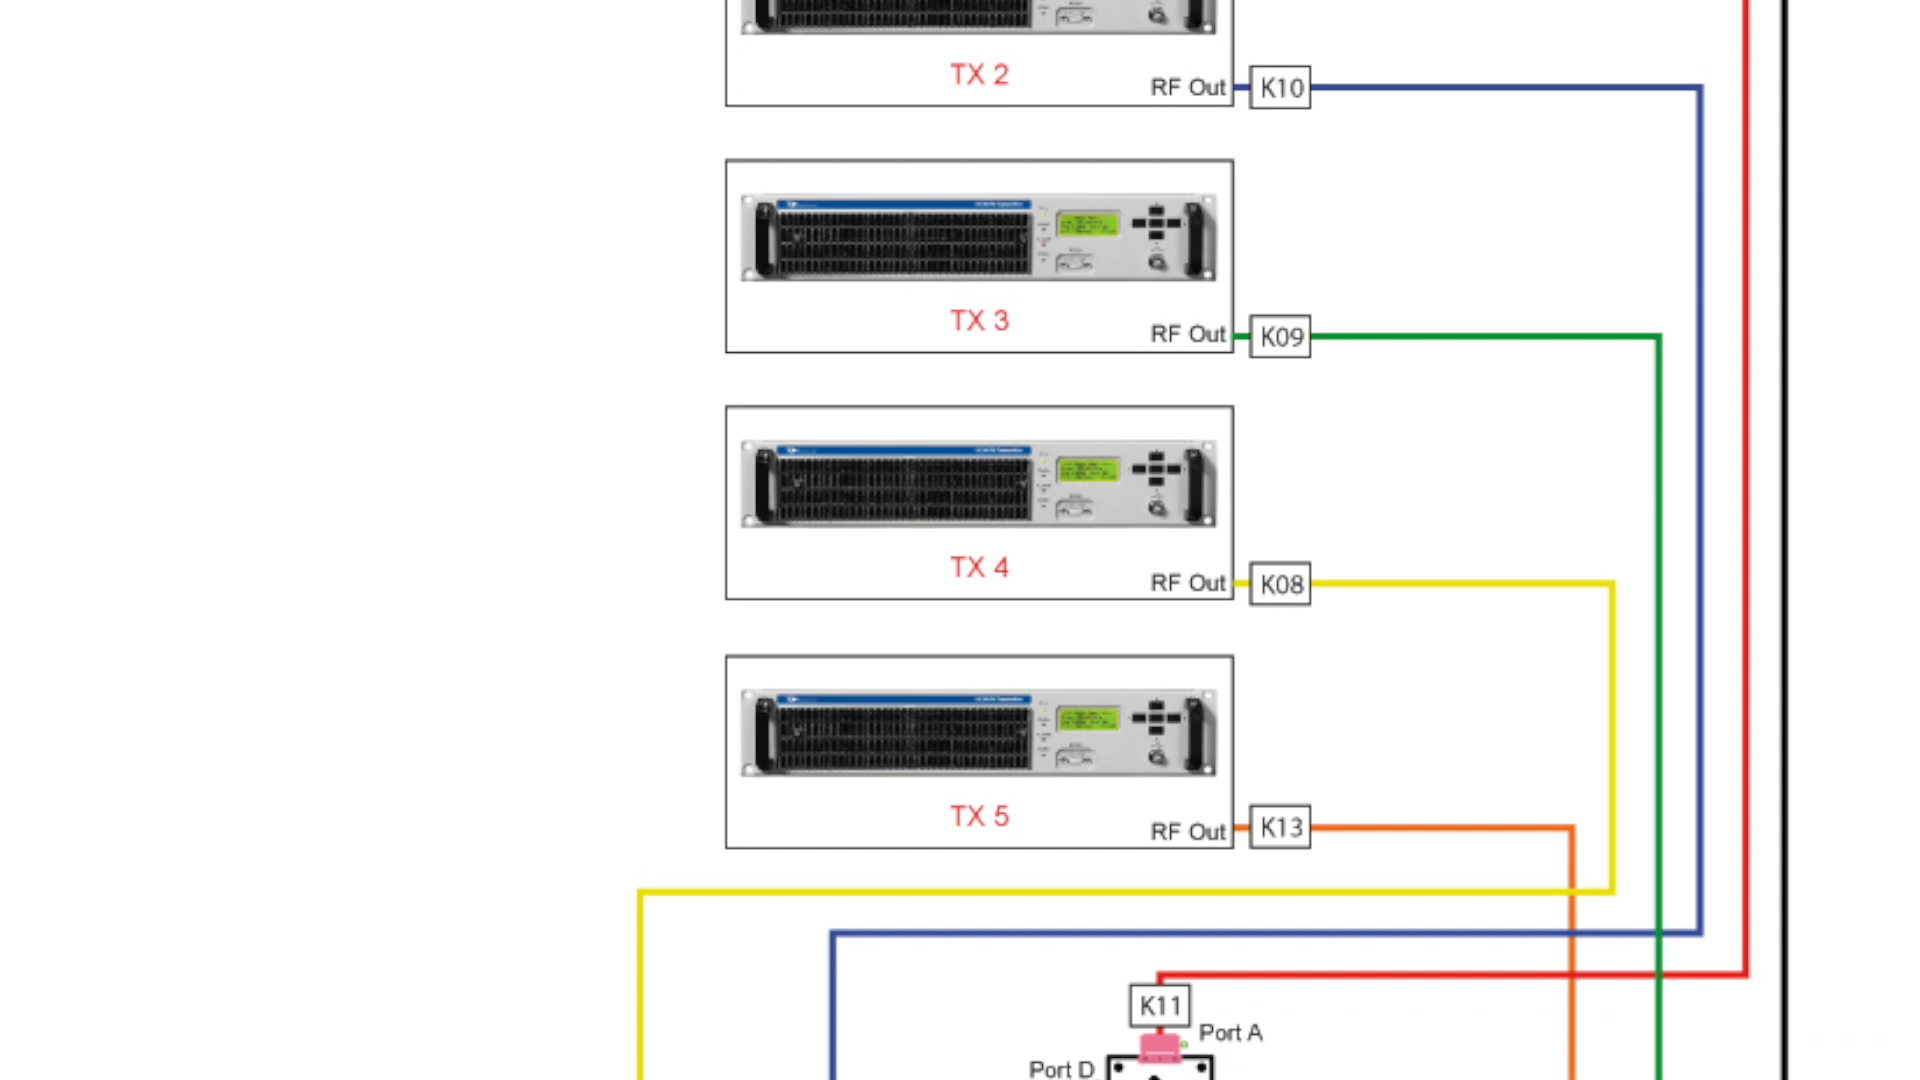 TX 2
RF Out
K10
TX 3
RF Out
K09
TX 4
RF Out
K08
TX 5
RF Out
K13
K11
Port A
Port D